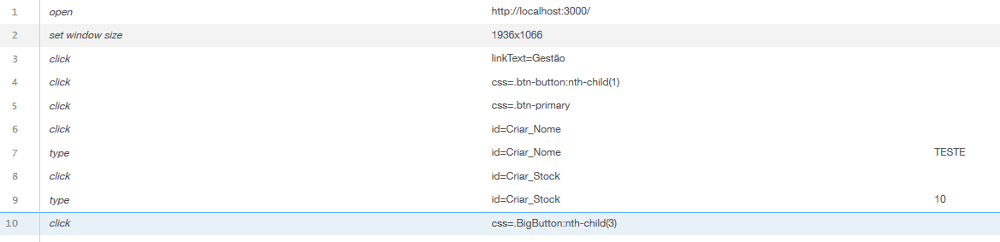 1 open http://localhost:3000/
2 set window size 1936x1066
3 click linkText=Gestão
4 click css=.btn-button:nth-child(1)
5 click css=.btn-primary
6 click id=Criar_Nome
7 type id=Criar_Nome TESTE
8 click id=Criar_Stock
9 type id=Criar_Stock 10
10 click css=.BigButton:nth-child(3)